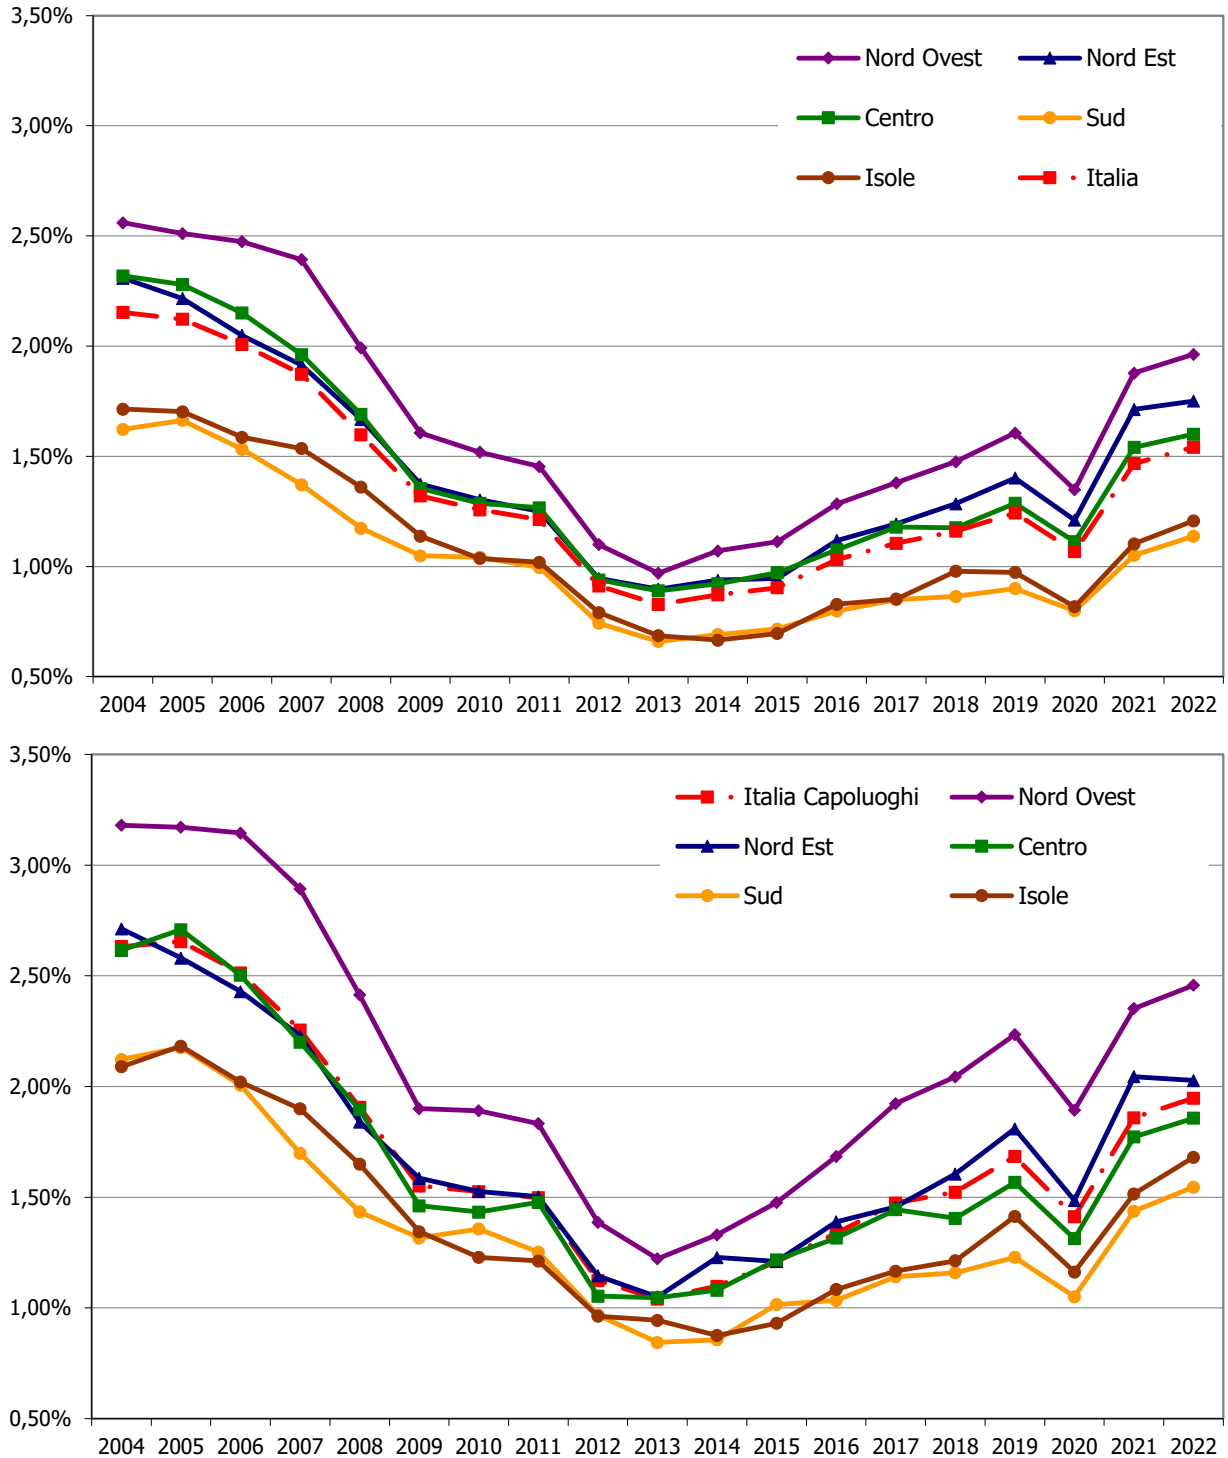 3,50%
Nord Ovest Nord Est
3,00%
Centro Sud
Isole Italia
2,50%
2,00%
1,50%
1,00%
0,50%
2004 2005 2006 2007 2008 2009 2010 2011 2012 2013 2014 2015 2016 2017 2018 2019 2020 2021 2022
3,50%
Italia Capoluoghi Nord Ovest
Nord Est Centro
3,00%
Sud Isole
2,50%
2,00%
1,50%
1,00%
0,50%
2004 2005 2006 2007 2008 2009 2010 2011 2012 2013 2014 2015 2016 2017 2018 2019 2020 2021 2022